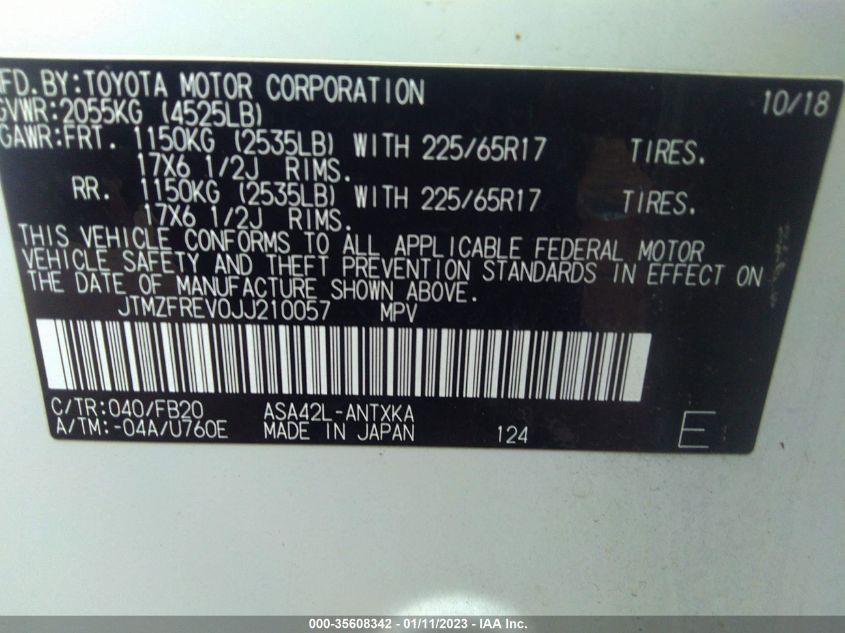 MFD.BY:TOYOTA MOTOR CORPORATION 10/18
GVWR:2055KG (4525LB)
GAWR:FRT. 1150KG (2535LB) WITH 225/65R17 TIRES.
17X6 1/2J RIMS.
RR. 1150KG (2535LB) WITH 225/65R17 TIRES.
17X6 1/2J RIMS.
THIS VEHICLE CONFORMS TO ALL APPLICABLE FEDERAL MOTOR
VEHICLE SAFETY AND THEFT PREVENTION STANDARDS IN EFFECT ON
THE DATE OF MANUFACTURE SHOWN ABOVE.
JTMZFREV0JJ210057 MPV
C/TR:040/FB20 ASA42L-ANTXKA
A/TM:-04A/U760E MADE IN JAPAN 124 E
000-35608342 - 01/11/2023 - IAA Inc.